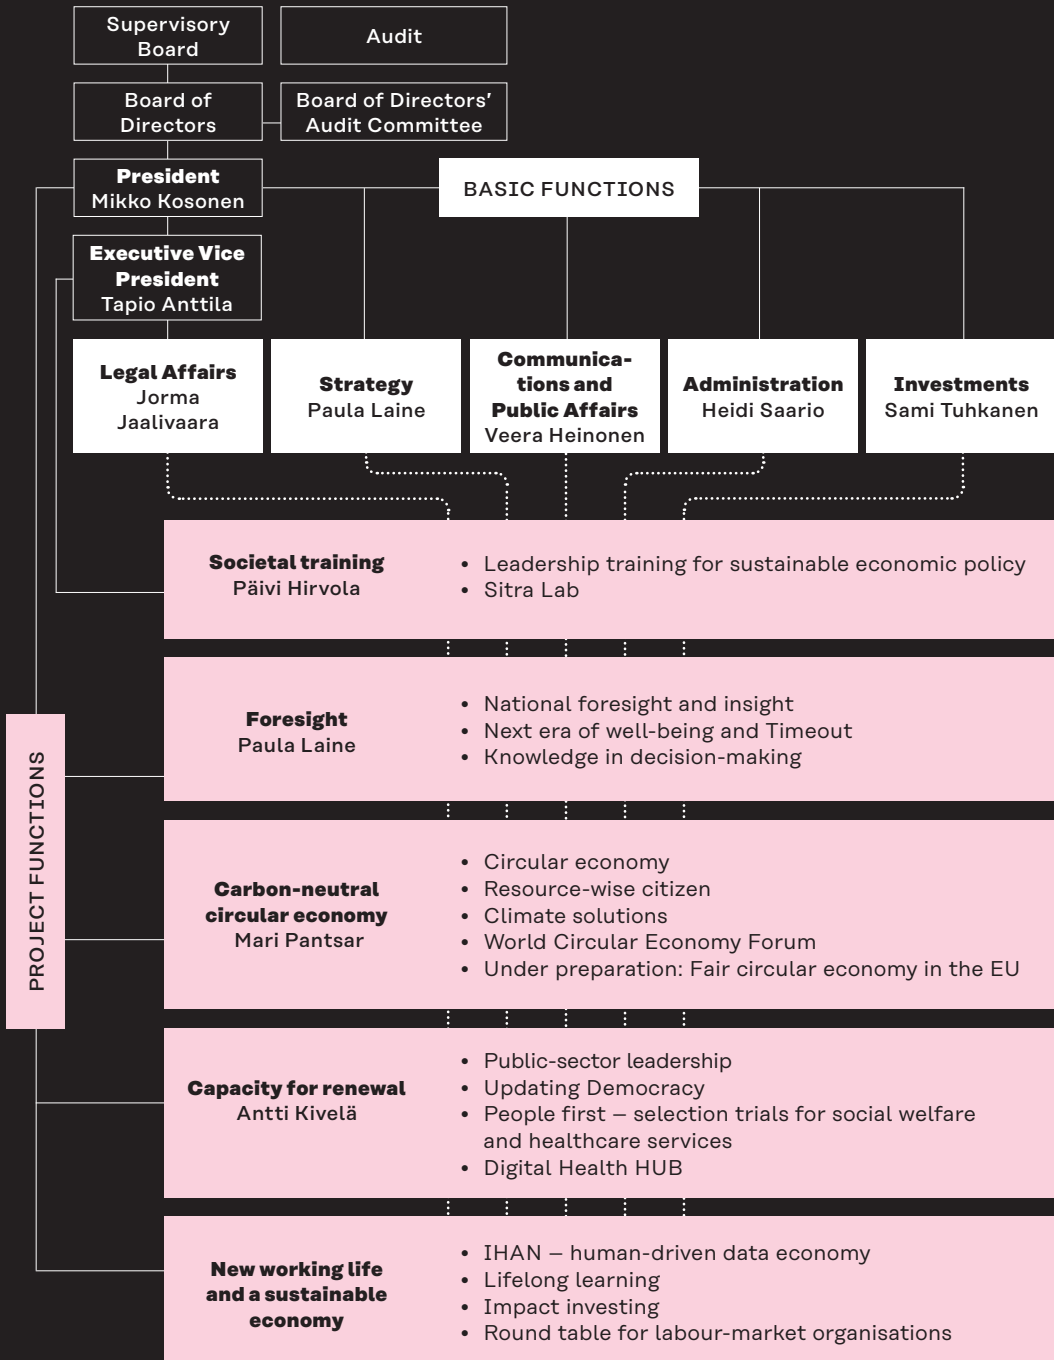 Supervisory
Board
Audit
Board of
Directors
Board of Directors’
Audit Committee
President
Mikko Kosonen
BASIC FUNCTIONS
Executive Vice
President
Tapio Anttila
Legal Affairs
Jorma
Jaalivaara
Strategy
Paula Laine
Communica-
tions and
Public Affairs
Veera Heinonen
Administration
Heidi Saario
Investments
Sami Tuhkanen
PROJECT FUNCTIONS
Societal training
Päivi Hirvola
• Leadership training for sustainable economic policy
• Sitra Lab
Foresight
Paula Laine
• National foresight and insight
• Next era of well-being and Timeout
• Knowledge in decision-making
Carbon-neutral
circular economy
Mari Pantsar
• Circular economy
• Resource-wise citizen
• Climate solutions
• World Circular Economy Forum
• Under preparation: Fair circular economy in the EU
Capacity for renewal
Antti Kivelä
• Public-sector leadership
• Updating Democracy
• People first – selection trials for social welfare
and healthcare services
• Digital Health HUB
New working life
and a sustainable
economy
• IHAN – human-driven data economy
• Lifelong learning
• Impact investing
• Round table for labour-market organisations